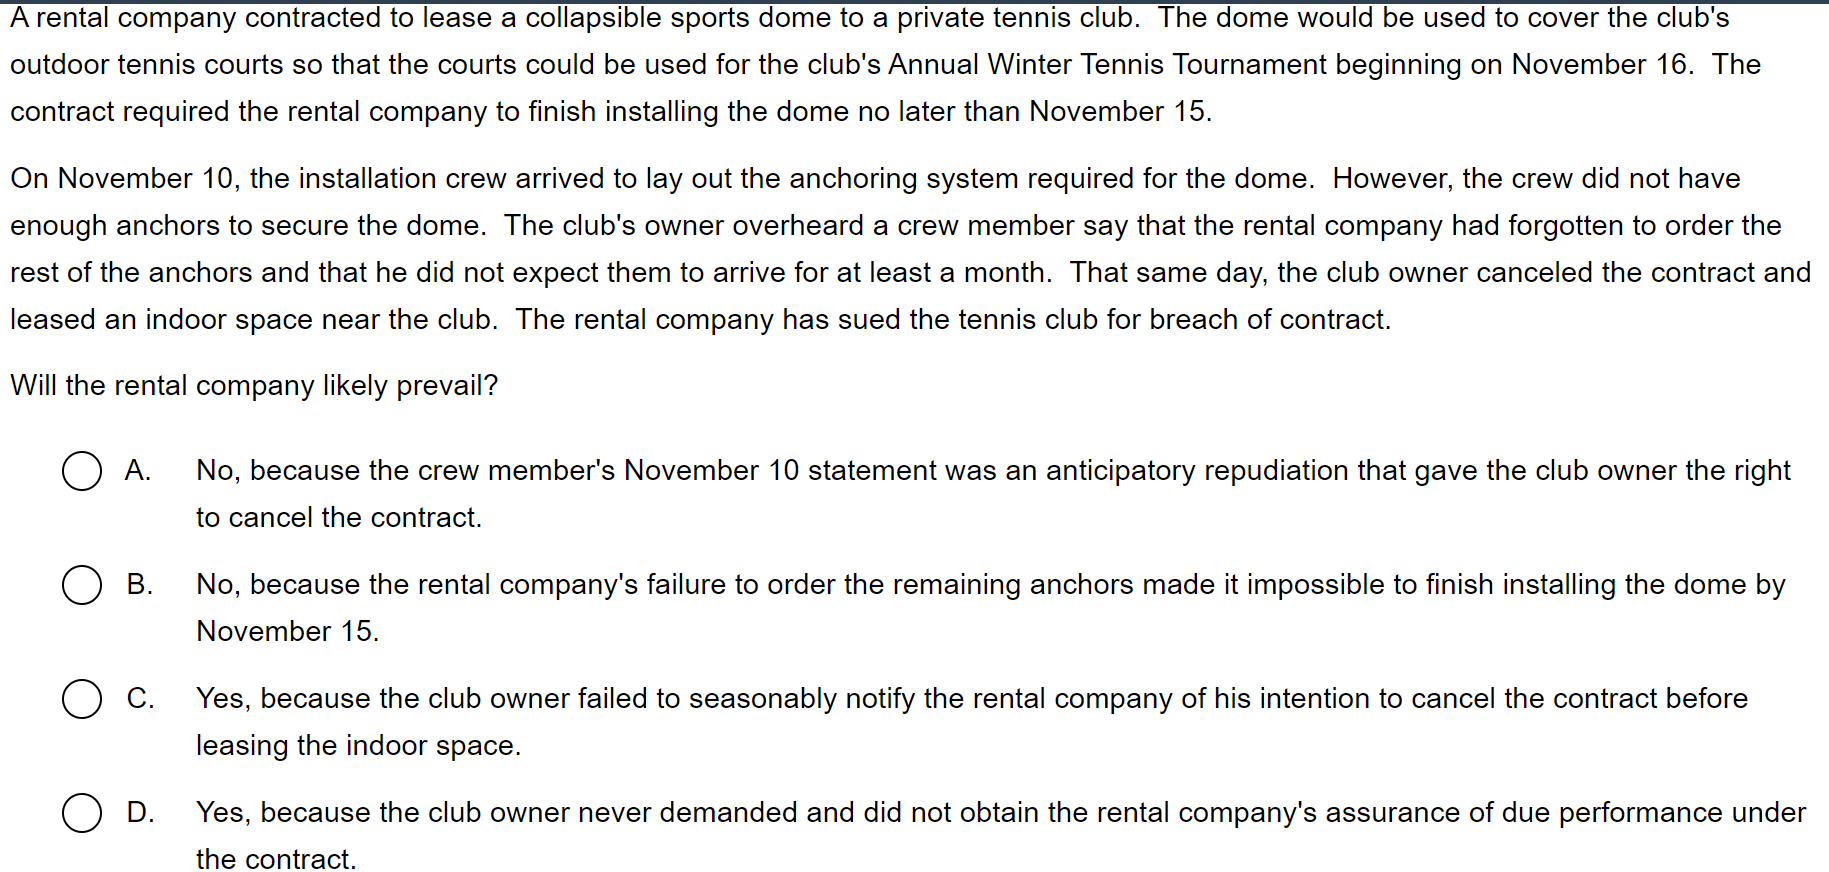 A rental company contracted to lease a collapsible sports dome to a private tennis club.  The dome would be used to cover the club's
outdoor tennis courts so that the courts could be used for the club's Annual Winter Tennis Tournament beginning on November 16.  The
contract required the rental company to finish installing the dome no later than November 15.
On November 10, the installation crew arrived to lay out the anchoring system required for the dome.  However, the crew did not have
enough anchors to secure the dome.  The club's owner overheard a crew member say that the rental company had forgotten to order the
rest of the anchors and that he did not expect them to arrive for at least a month.  That same day, the club owner canceled the contract and
leased an indoor space near the club.  The rental company has sued the tennis club for breach of contract.
Will the rental company likely prevail?
A. No, because the crew member's November 10 statement was an anticipatory repudiation that gave the club owner the right
to cancel the contract.
B. No, because the rental company's failure to order the remaining anchors made it impossible to finish installing the dome by
November 15.
C. Yes, because the club owner failed to seasonably notify the rental company of his intention to cancel the contract before
leasing the indoor space.
D. Yes, because the club owner never demanded and did not obtain the rental company's assurance of due performance under
the contract.